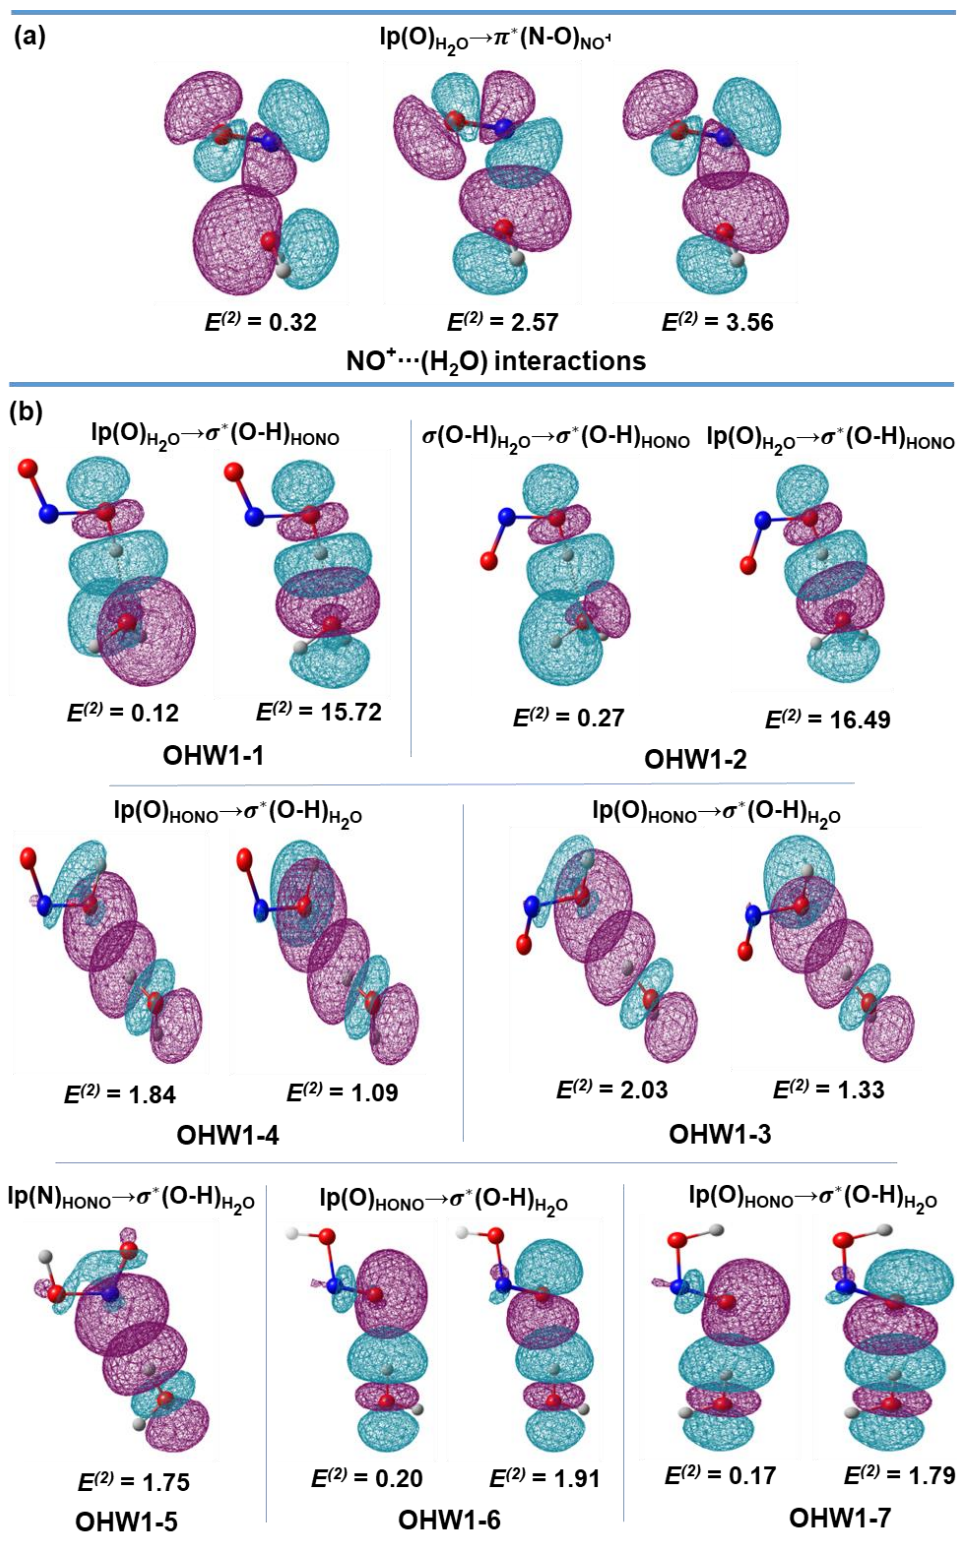 (a)
lp(O)H₂O→π*(N-O)NO⁺
E⁽²⁾ = 0.32
E⁽²⁾ = 2.57
E⁽²⁾ = 3.56
NO⁺···(H₂O) interactions
(b)
lp(O)H₂O→σ*(O-H)HONO
σ(O-H)H₂O→σ*(O-H)HONO
lp(O)H₂O→σ*(O-H)HONO
E⁽²⁾ = 0.12
E⁽²⁾ = 15.72
E⁽²⁾ = 0.27
E⁽²⁾ = 16.49
OHW1-1
OHW1-2
lp(O)HONO→σ*(O-H)H₂O
lp(O)HONO→σ*(O-H)H₂O
E⁽²⁾ = 1.84
E⁽²⁾ = 1.09
E⁽²⁾ = 2.03
E⁽²⁾ = 1.33
OHW1-4
OHW1-3
lp(N)HONO→σ*(O-H)H₂O
lp(O)HONO→σ*(O-H)H₂O
lp(O)HONO→σ*(O-H)H₂O
E⁽²⁾ = 1.75
E⁽²⁾ = 0.20
E⁽²⁾ = 1.91
E⁽²⁾ = 0.17
E⁽²⁾ = 1.79
OHW1-5
OHW1-6
OHW1-7